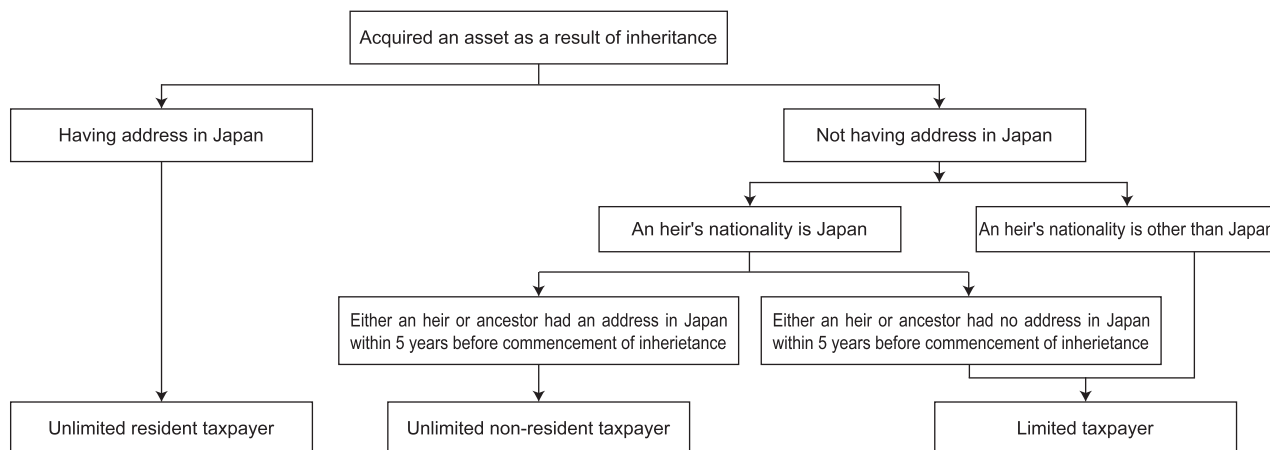 Acquired an asset as a result of inheritance
Having address in Japan
Not having address in Japan
An heir's nationality is Japan
An heir's nationality is other than Japan
Either an heir or ancestor had an address in Japan
within 5 years before commencement of inherietance
Either an heir or ancestor had no address in Japan
within 5 years before commencement of inherietance
Unlimited resident taxpayer
Unlimited non-resident taxpayer
Limited taxpayer